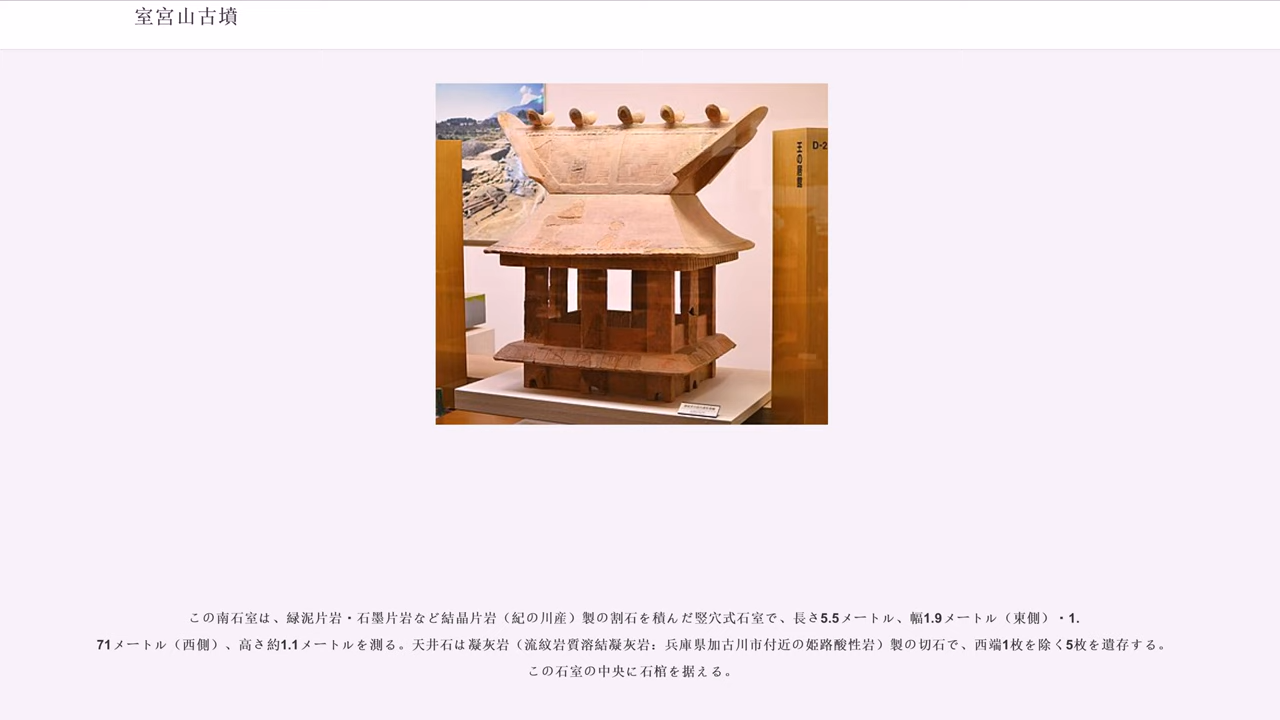 室宮山古墳
D-2
この南石室は、緑泥片岩・石墨片岩など結晶片岩（紀の川産）製の割石を積んだ竪穴式石室で、長さ5.5メートル、幅1.9メートル（東側）・1.
71メートル（西側）、高さ約1.1メートルを測る。天井石は凝灰岩（流紋岩質溶結凝灰岩：兵庫県加古川市付近の姫路酸性岩）製の切石で、西端1枚を除く5枚を遺存する。
この石室の中央に石棺を据える。